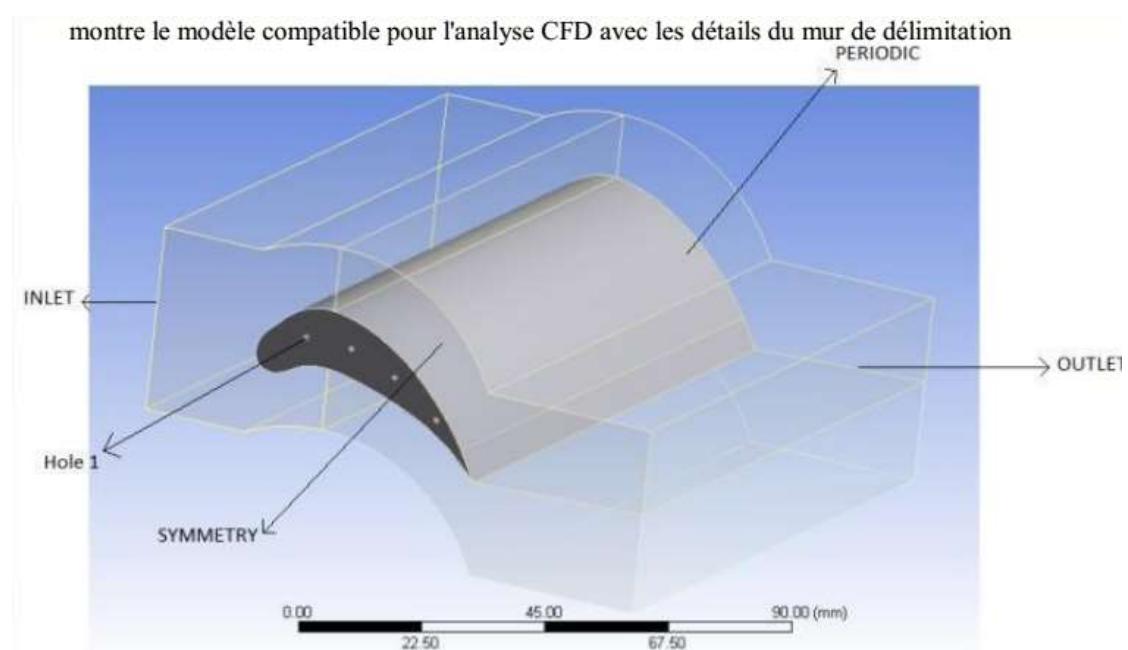 montre le modèle compatible pour l'analyse CFD avec les détails du mur de délimitation
PERIODIC
INLET
OUTLET
Hole 1
SYMMETRY
0.00 45.00 90.00 (mm)
22.50 67.50